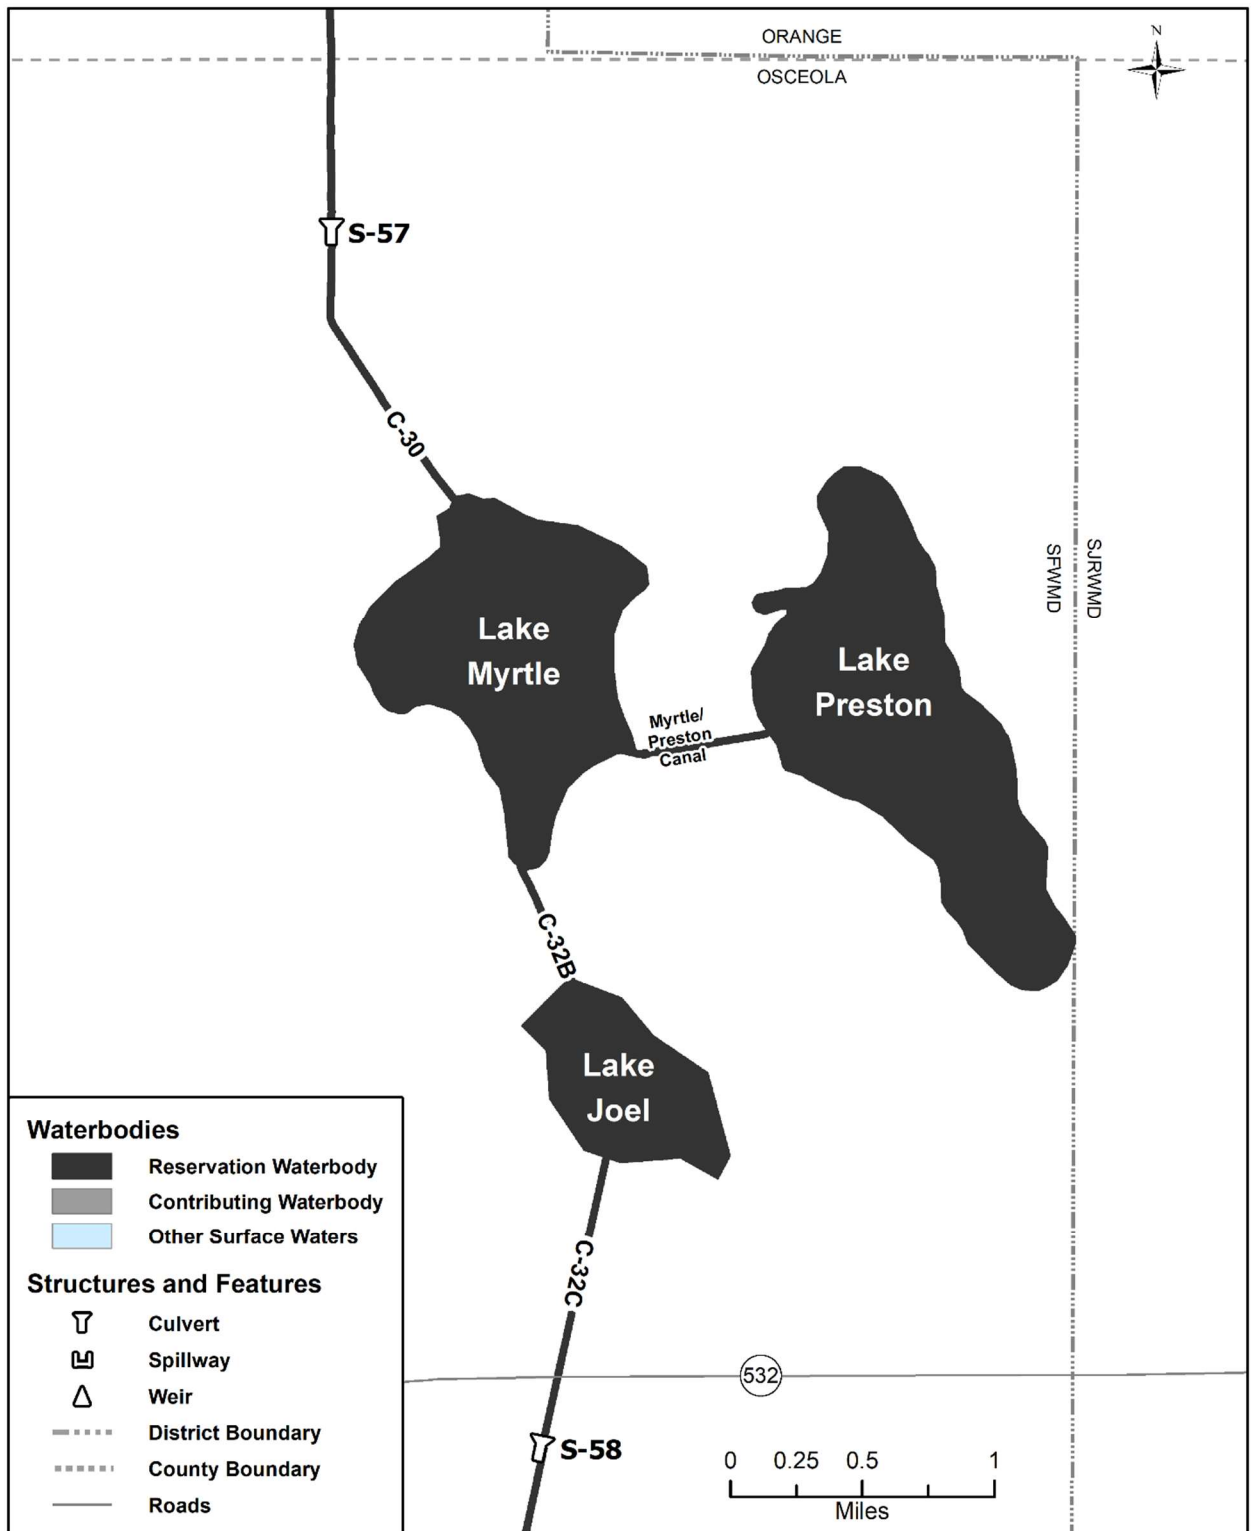 ORANGE
N
OSCEOLA
S-57
C-30
SFWMD
SJRWMD
Lake
Myrtle
Lake
Preston
Myrtle/
Preston
Canal
C-32B
Lake
Joel
C-32C
532
S-58
Waterbodies
Reservation Waterbody
Contributing Waterbody
Other Surface Waters
Structures and Features
Culvert
Spillway
Weir
District Boundary
County Boundary
Roads
0 0.25 0.5 1
Miles